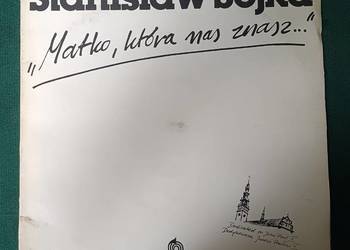 Stanisław Sojka
„Matko, która nas znasz..."